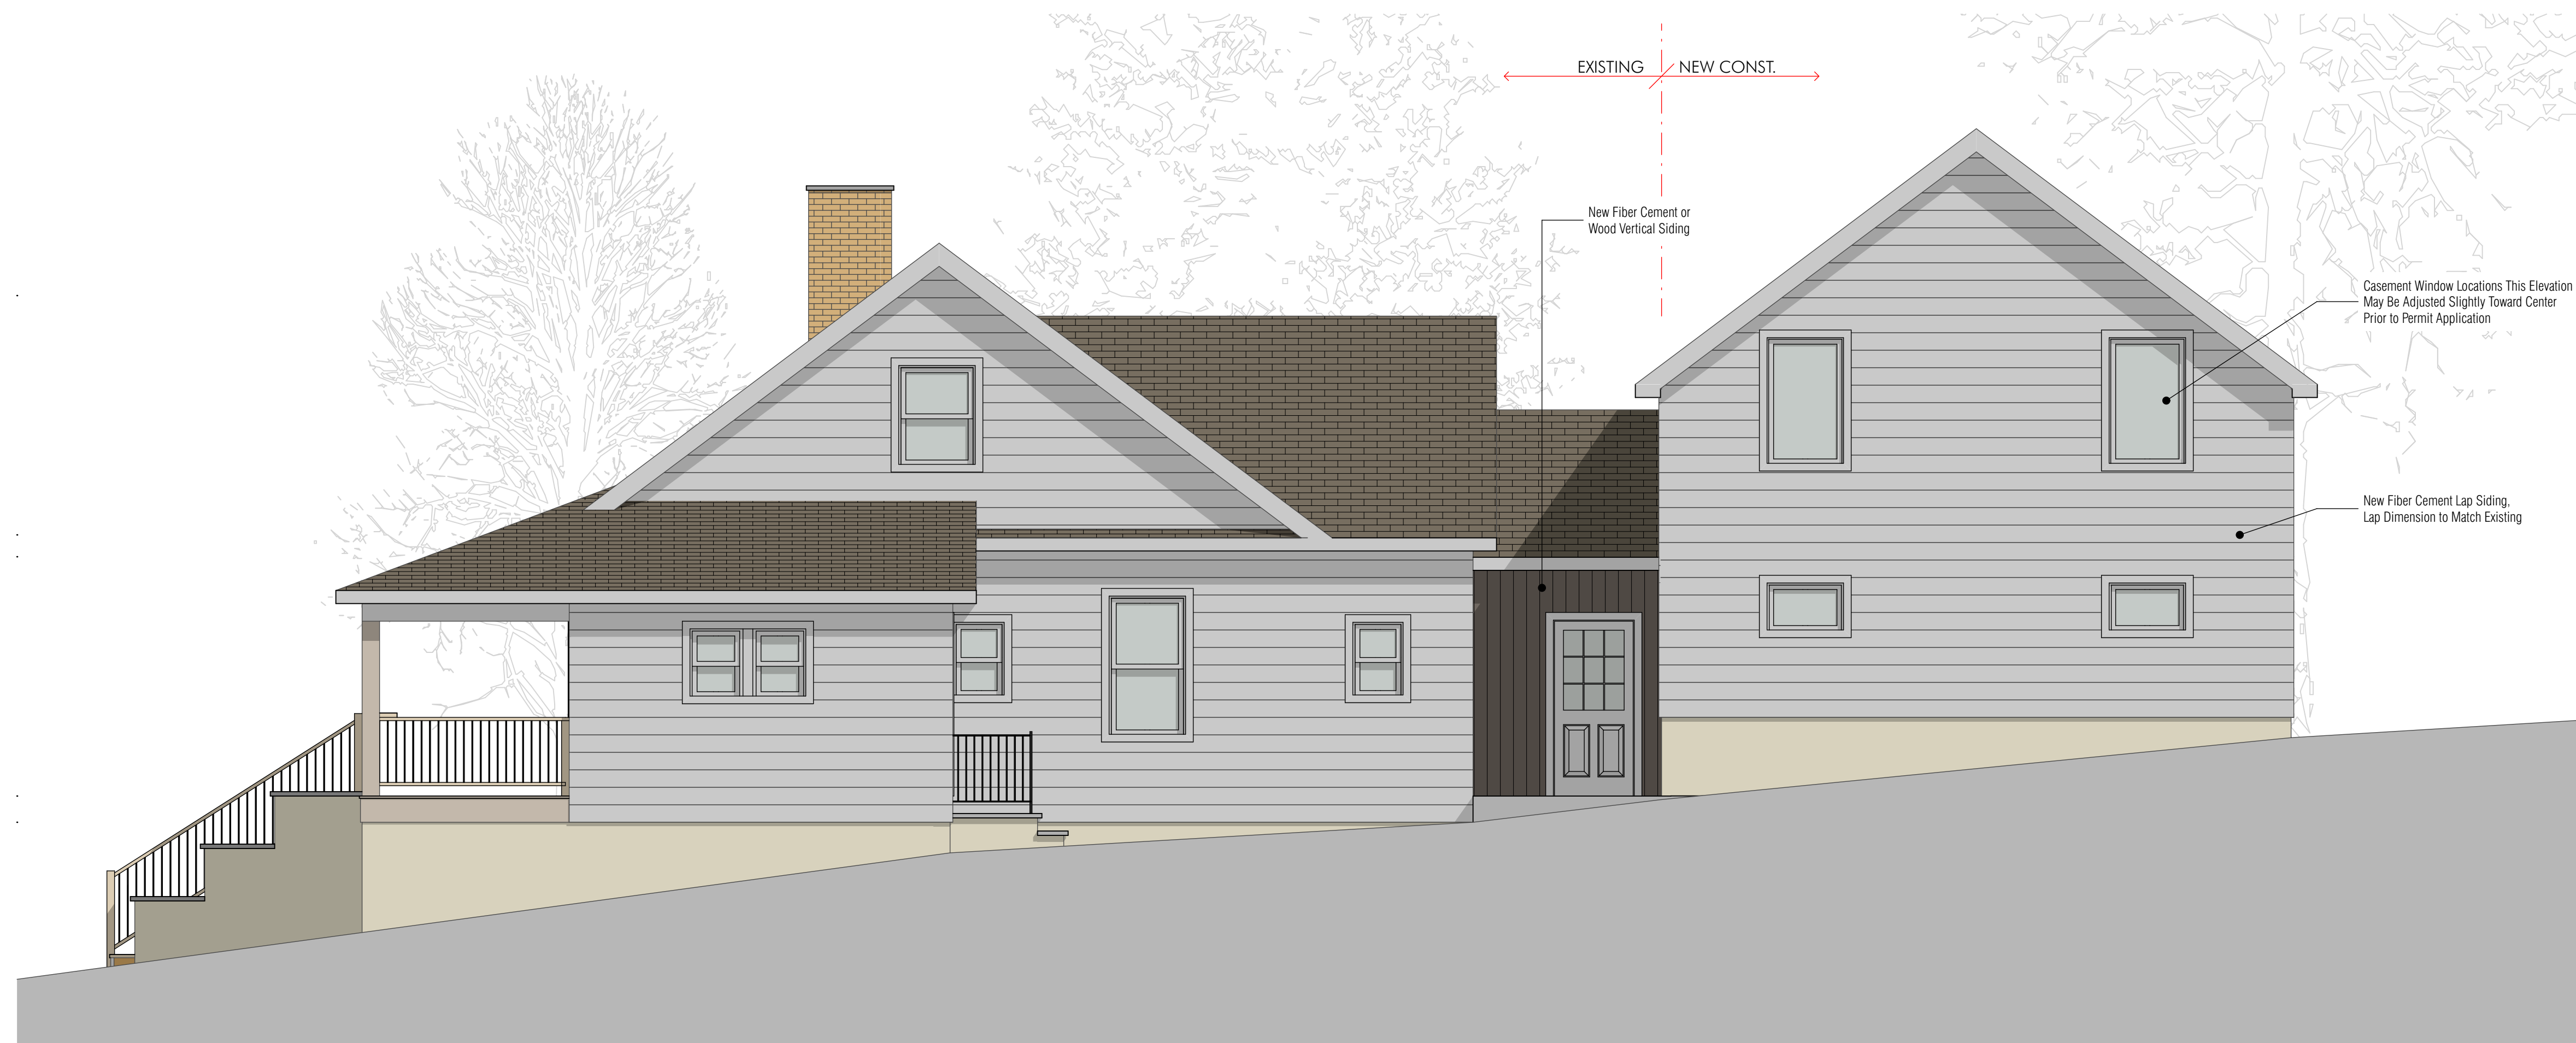 EXISTING NEW CONST.
New Fiber Cement or
Wood Vertical Siding
Casement Window Locations This Elevation
May Be Adjusted Slightly Toward Center
Prior to Permit Application
New Fiber Cement Lap Siding,
Lap Dimension to Match Existing